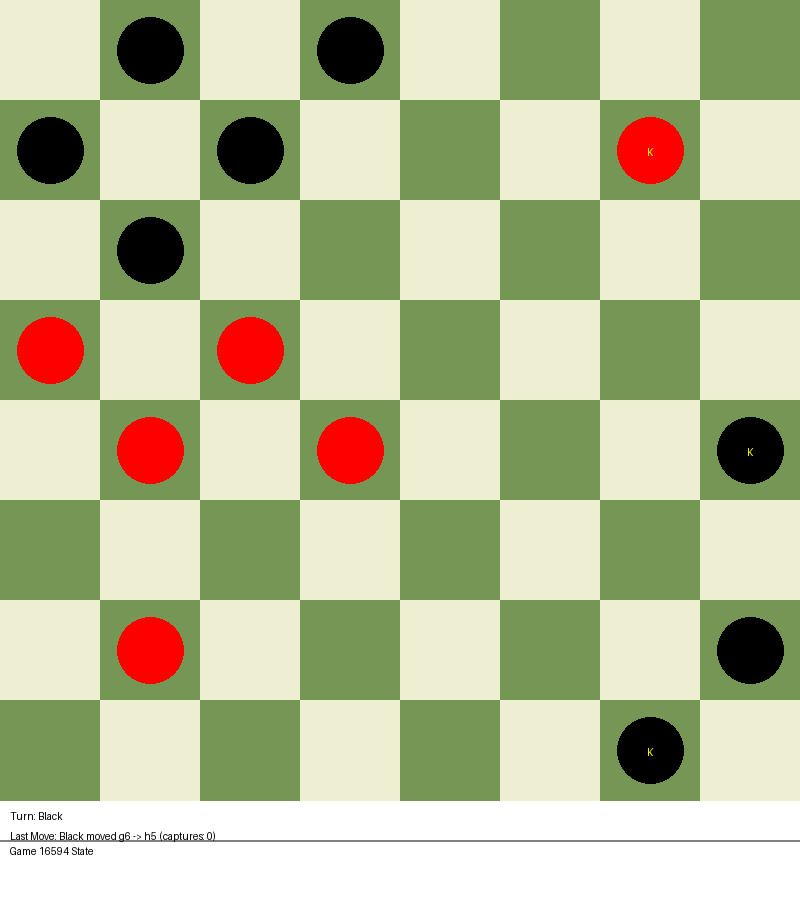 K
K
K
Turn: Black
Last Move: Black moved g6 -> h5 (captures: 0)
Game 16594 State